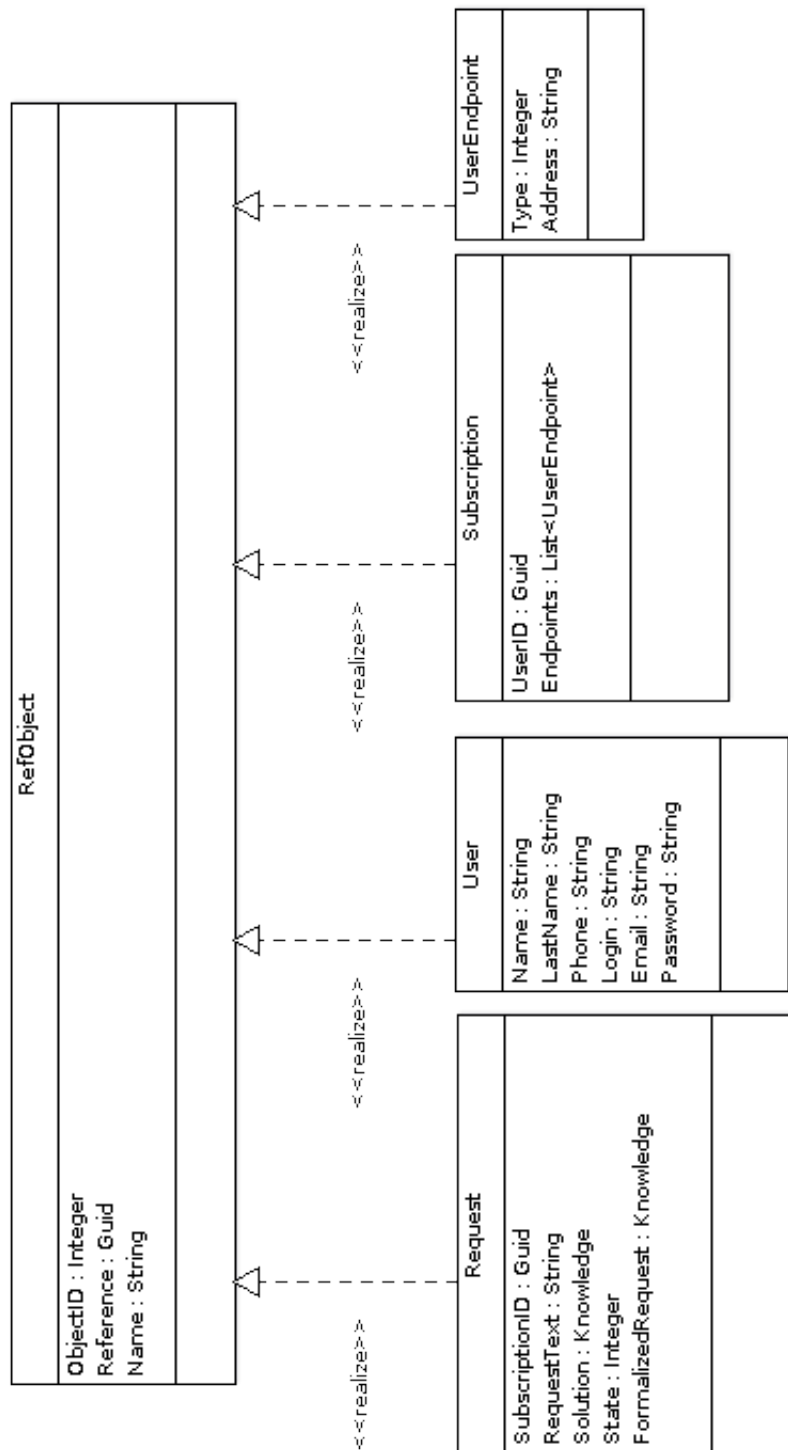 RefObject
ObjectID : Integer
Reference : Guid
Name : String
<<realize>>
<<realize>>
<<realize>>
<<realize>>
Request
SubscriptionID : Guid
RequestText : String
Solution : Knowledge
State : Integer
FormalizedRequest : Knowledge
User
Name : String
LastName : String
Phone : String
Login : String
Email : String
Password : String
Subscription
UserID : Guid
Endpoints : List<UserEndpoint>
UserEndpoint
Type : Integer
Address : String